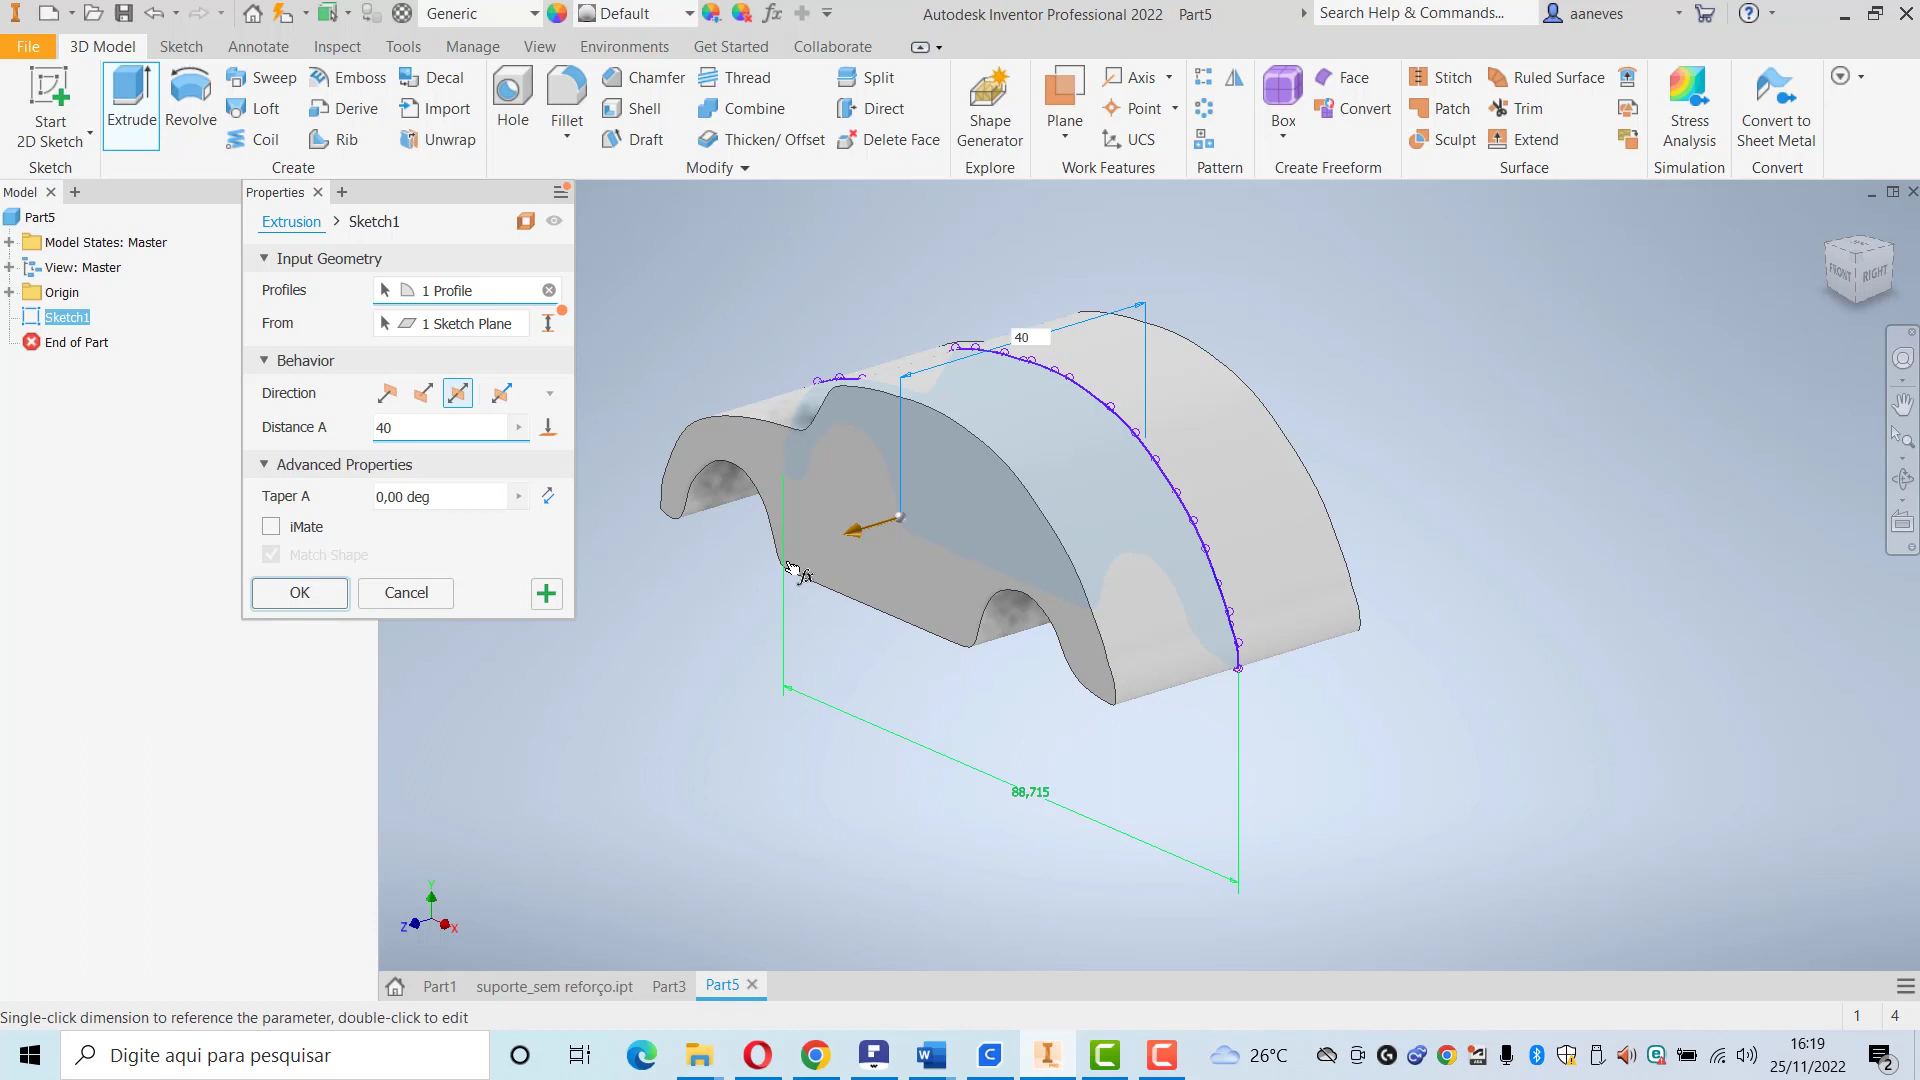 Generic
Default
Autodesk Inventor Professional 2022 Part5
Search Help & Commands...
aaneves
File
3D Model
Sketch
Annotate
Inspect
Tools
Manage
View
Environments
Get Started
Collaborate
Start
2D Sketch
Extrude
Revolve
Sweep
Loft
Coil
Emboss
Derive
Rib
Decal
Import
Unwrap
Hole
Fillet
Chamfer
Shell
Draft
Thread
Combine
Thicken/ Offset
Split
Direct
Delete Face
Shape
Generator
Plane
Axis
Point
UCS
Box
Face
Convert
Stitch
Patch
Sculpt
Ruled Surface
Trim
Extend
Stress
Analysis
Convert to
Sheet Metal
Sketch
Create
Modify
Explore
Work Features
Pattern
Create Freeform
Surface
Simulation
Convert
Model
Part5
Model States: Master
View: Master
Origin
Sketch1
End of Part
Properties
Extrusion > Sketch1
Input Geometry
Profiles
1 Profile
From
1 Sketch Plane
Behavior
Direction
Distance A
40
Advanced Properties
Taper A
0,00 deg
iMate
Match Shape
OK
Cancel
40
fx
88,715
FRONT
RIGHT
Y
Z
X
Part1
suporte_sem reforço.ipt
Part3
Part5
Single-click dimension to reference the parameter, double-click to edit
1
4
Digite aqui para pesquisar
26°C
16:19
25/11/2022
2